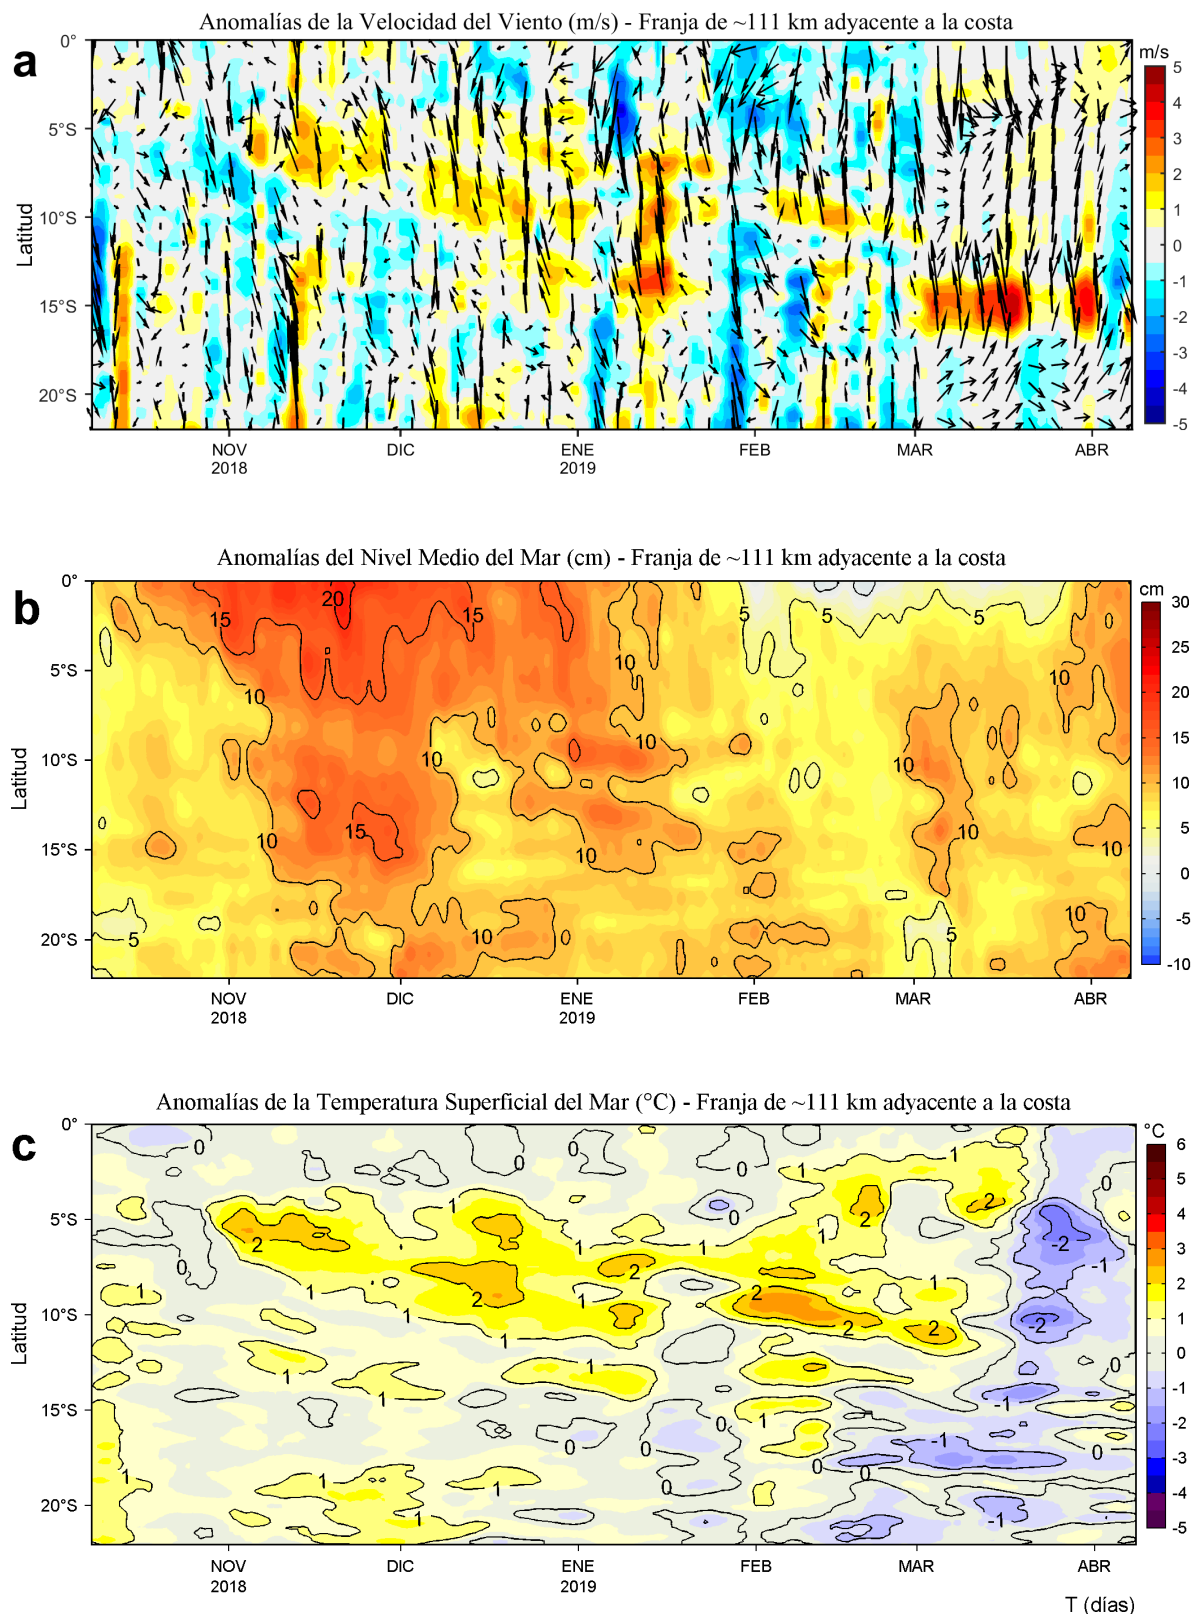 Anomalías de la Velocidad del Viento (m/s) - Franja de ~111 km adyacente a la costa
a
m/s
0°
5°S
10°S
15°S
20°S
Latitud
5
4
3
2
1
0
-1
-2
-3
-4
-5
NOV DIC ENE FEB MAR ABR
2018 2019
Anomalías del Nivel Medio del Mar (cm) - Franja de ~111 km adyacente a la costa
b
cm
0°
5°S
10°S
15°S
20°S
Latitud
15 20 15 5 5 5
10 10 10
10 10 10
10 15 10 10 10
5 10 5 10
30
25
20
15
10
5
0
-5
-10
NOV DIC ENE FEB MAR ABR
2018 2019
Anomalías de la Temperatura Superficial del Mar (°C) - Franja de ~111 km adyacente a la costa
c
°C
0°
5°S
10°S
15°S
20°S
Latitud
0 0 0 0 1 1 0
1 2 2 0
2 1 1 1 -2
0 2 -1
1 1 2 2 1
1 2 2 -2
1 1 1 0
1 0 1 -1
0 -1 0
1 1 0 0
1 -1
6
5
4
3
2
1
0
-1
-2
-3
-4
-5
NOV DIC ENE FEB MAR ABR
2018 2019
T (días)